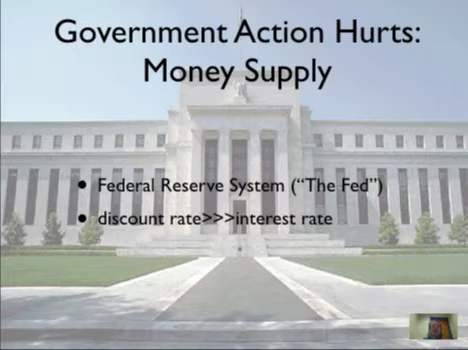 Government Action Hurts:
Money Supply
• Federal Reserve System ("The Fed")
• discount rate>>>interest rate